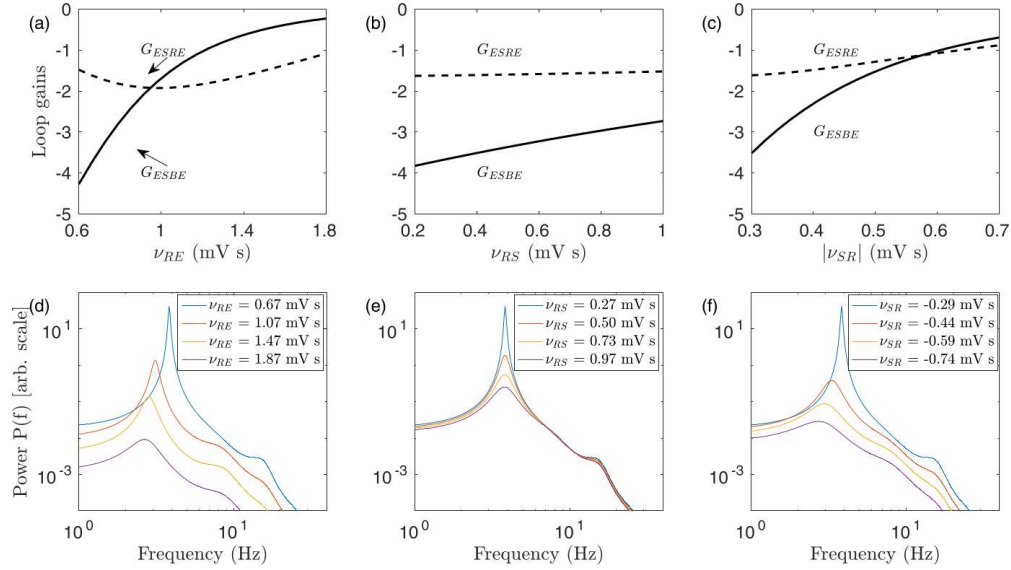 (a)
(b)
(c)
Loop gains
0
-1
-2
-3
-4
-5
G_ESRE
G_ESBE
0.6 1 1.4 1.8
ν_RE (mV s)
0
-1
-2
-3
-4
-5
G_ESRE
G_ESBE
0.2 0.4 0.6 0.8 1
ν_RS (mV s)
0
-1
-2
-3
-4
-5
G_ESRE
G_ESBE
0.3 0.4 0.5 0.6 0.7
|ν_SR| (mV s)
Power P(f) [arb. scale]
(d)
ν_RE = 0.67 mV s
ν_RE = 1.07 mV s
ν_RE = 1.47 mV s
ν_RE = 1.87 mV s
10^1
10^-3
10^0 10^1
Frequency (Hz)
(e)
ν_RS = 0.27 mV s
ν_RS = 0.50 mV s
ν_RS = 0.73 mV s
ν_RS = 0.97 mV s
10^1
10^-3
10^0 10^1
Frequency (Hz)
(f)
ν_SR = -0.29 mV s
ν_SR = -0.44 mV s
ν_SR = -0.59 mV s
ν_SR = -0.74 mV s
10^1
10^-3
10^0 10^1
Frequency (Hz)